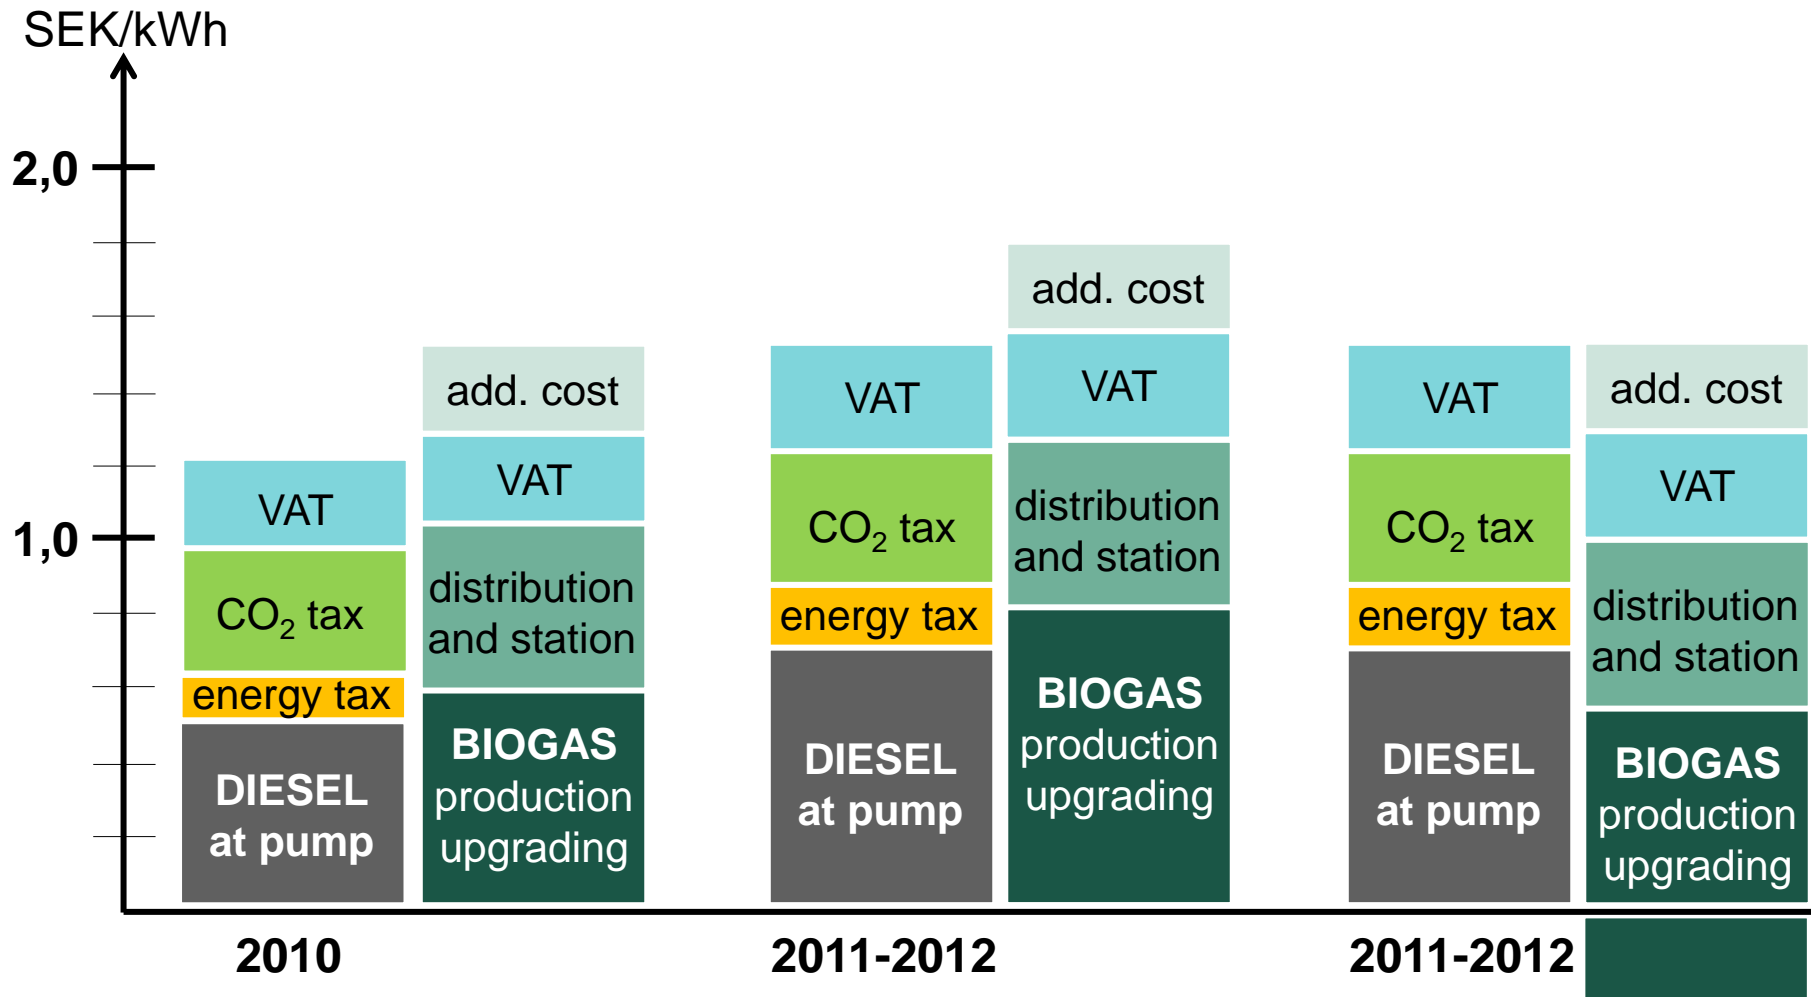 SEK/kWh
2,0
1,0
VAT
CO₂ tax
energy tax
DIESEL
at pump
add. cost
VAT
distribution
and station
BIOGAS
production
upgrading
2010
VAT
CO₂ tax
energy tax
DIESEL
at pump
add. cost
VAT
distribution
and station
BIOGAS
production
upgrading
2011-2012
VAT
CO₂ tax
energy tax
DIESEL
at pump
add. cost
VAT
distribution
and station
BIOGAS
production
upgrading
2011-2012